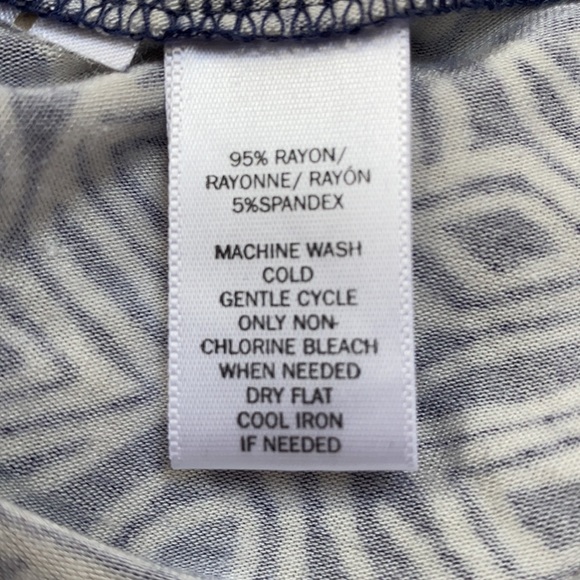 95% RAYON/
RAYONNE/ RAYÓN
5%SPANDEX
MACHINE WASH
COLD
GENTLE CYCLE
ONLY NON-
CHLORINE BLEACH
WHEN NEEDED
DRY FLAT
COOL IRON
IF NEEDED